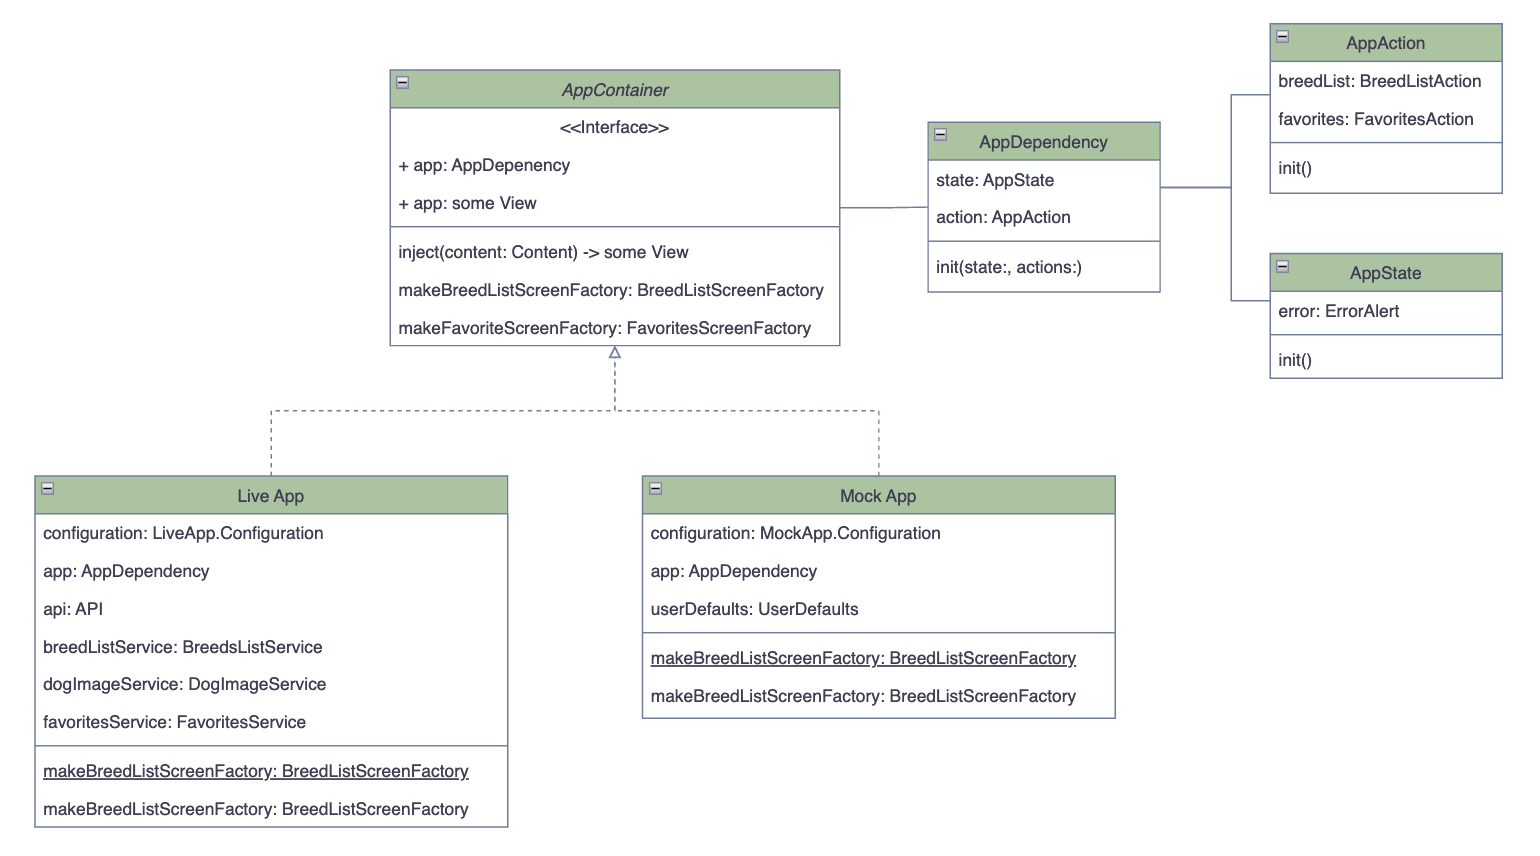 AppContainer
<<Interface>>
+ app: AppDepenency
+ app: some View
inject(content: Content) -> some View
makeBreedListScreenFactory: BreedListScreenFactory
makeFavoriteScreenFactory: FavoritesScreenFactory
AppDependency
state: AppState
action: AppAction
init(state:, actions:)
AppAction
breedList: BreedListAction
favorites: FavoritesAction
init()
AppState
error: ErrorAlert
init()
Live App
configuration: LiveApp.Configuration
app: AppDependency
api: API
breedListService: BreedsListService
dogImageService: DogImageService
favoritesService: FavoritesService
makeBreedListScreenFactory: BreedListScreenFactory
makeBreedListScreenFactory: BreedListScreenFactory
Mock App
configuration: MockApp.Configuration
app: AppDependency
userDefaults: UserDefaults
makeBreedListScreenFactory: BreedListScreenFactory
makeBreedListScreenFactory: BreedListScreenFactory